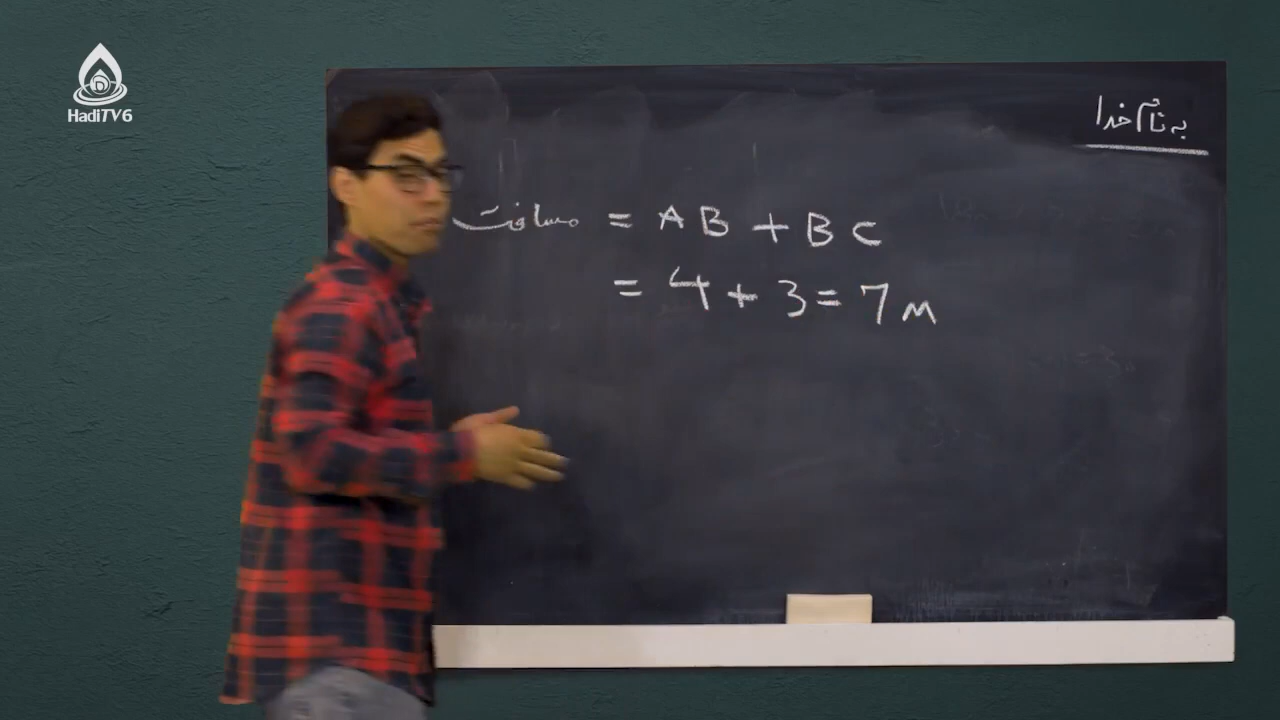 HadiTV6
به نام خدا
مسافت = AB + BC
= 4 + 3 = 7m